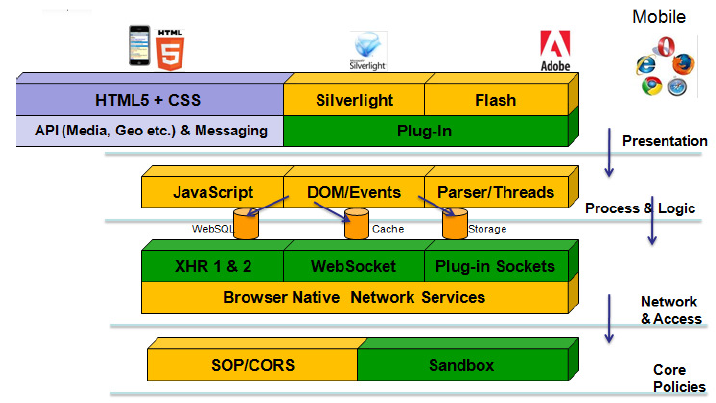 Mobile
HTML
5
Silverlight
Adobe
HTML5 + CSS
Silverlight
Flash
API (Media, Geo etc.) & Messaging
Plug-In
Presentation
JavaScript
DOM/Events
Parser/Threads
Process & Logic
WebSQL
Cache
Storage
XHR 1 & 2
WebSocket
Plug-in Sockets
Browser Native Network Services
Network
& Access
SOP/CORS
Sandbox
Core
Policies